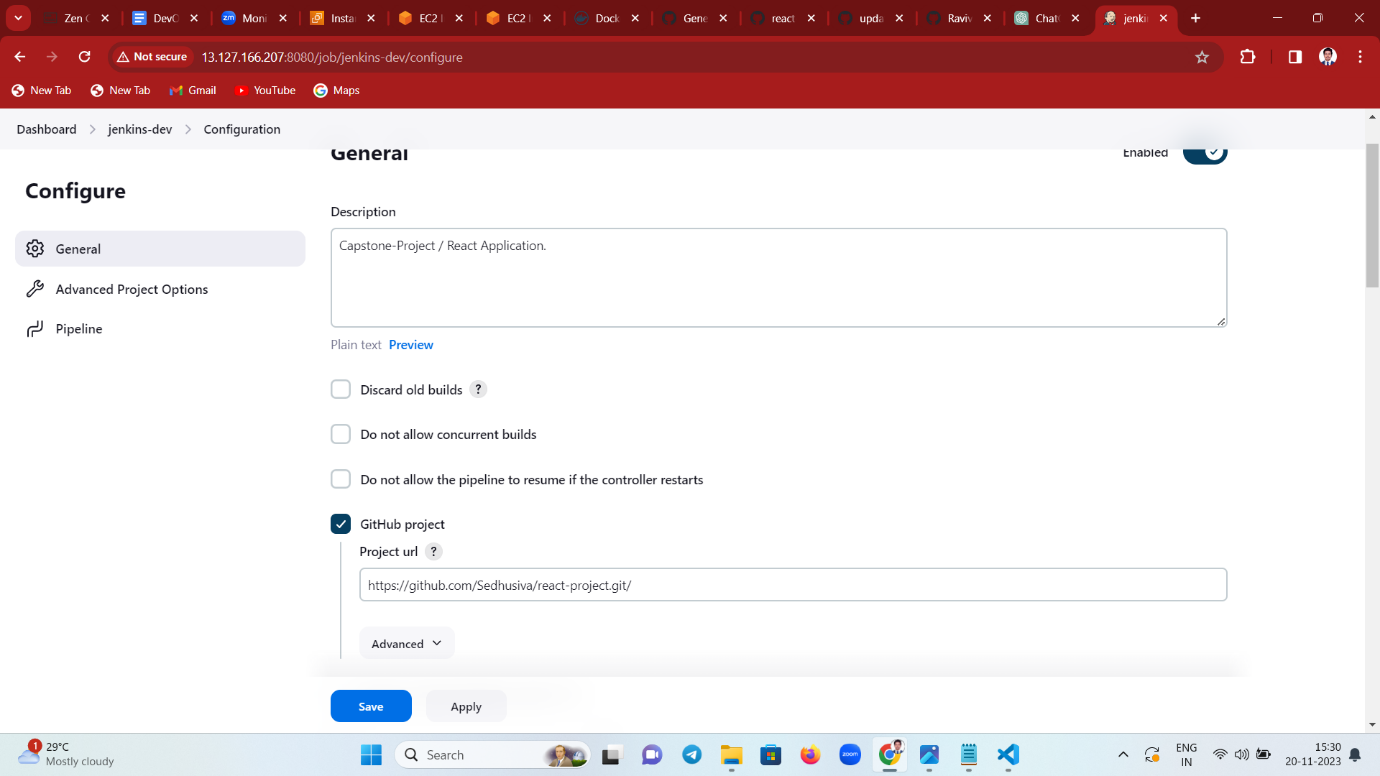 Zen C
DevO
zm Moni
Insta
EC2 I
EC2 I
Dock
Gene
react
upda
Raviv
Chat
jenki
Not secure 13.127.166.207:8080/job/jenkins-dev/configure
New Tab New Tab Gmail YouTube Maps
Dashboard jenkins-dev Configuration
General Enabled
Configure
General
Advanced Project Options
Pipeline
Description
Capstone-Project / React Application.
Plain text Preview
Discard old builds ?
Do not allow concurrent builds
Do not allow the pipeline to resume if the controller restarts
GitHub project
Project url ?
https://github.com/Sedhusiva/react-project.git/
Advanced
Save Apply
1
29°C
Mostly cloudy
Search
zoom
ENG
IN
15:30
20-11-2023